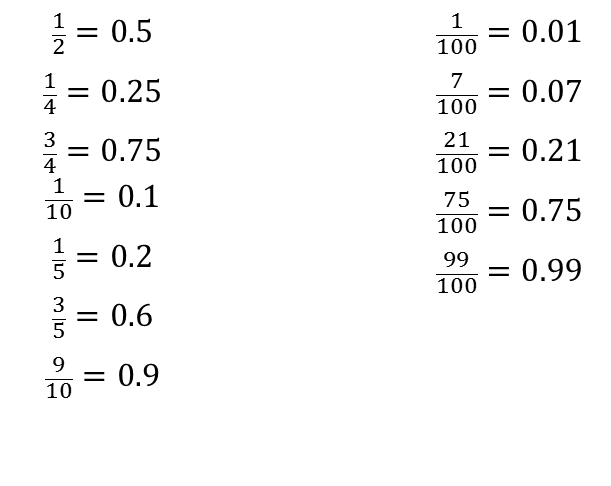 1/2 = 0.5
1/4 = 0.25
3/4 = 0.75
1/10 = 0.1
1/5 = 0.2
3/5 = 0.6
9/10 = 0.9
1/100 = 0.01
7/100 = 0.07
21/100 = 0.21
75/100 = 0.75
99/100 = 0.99